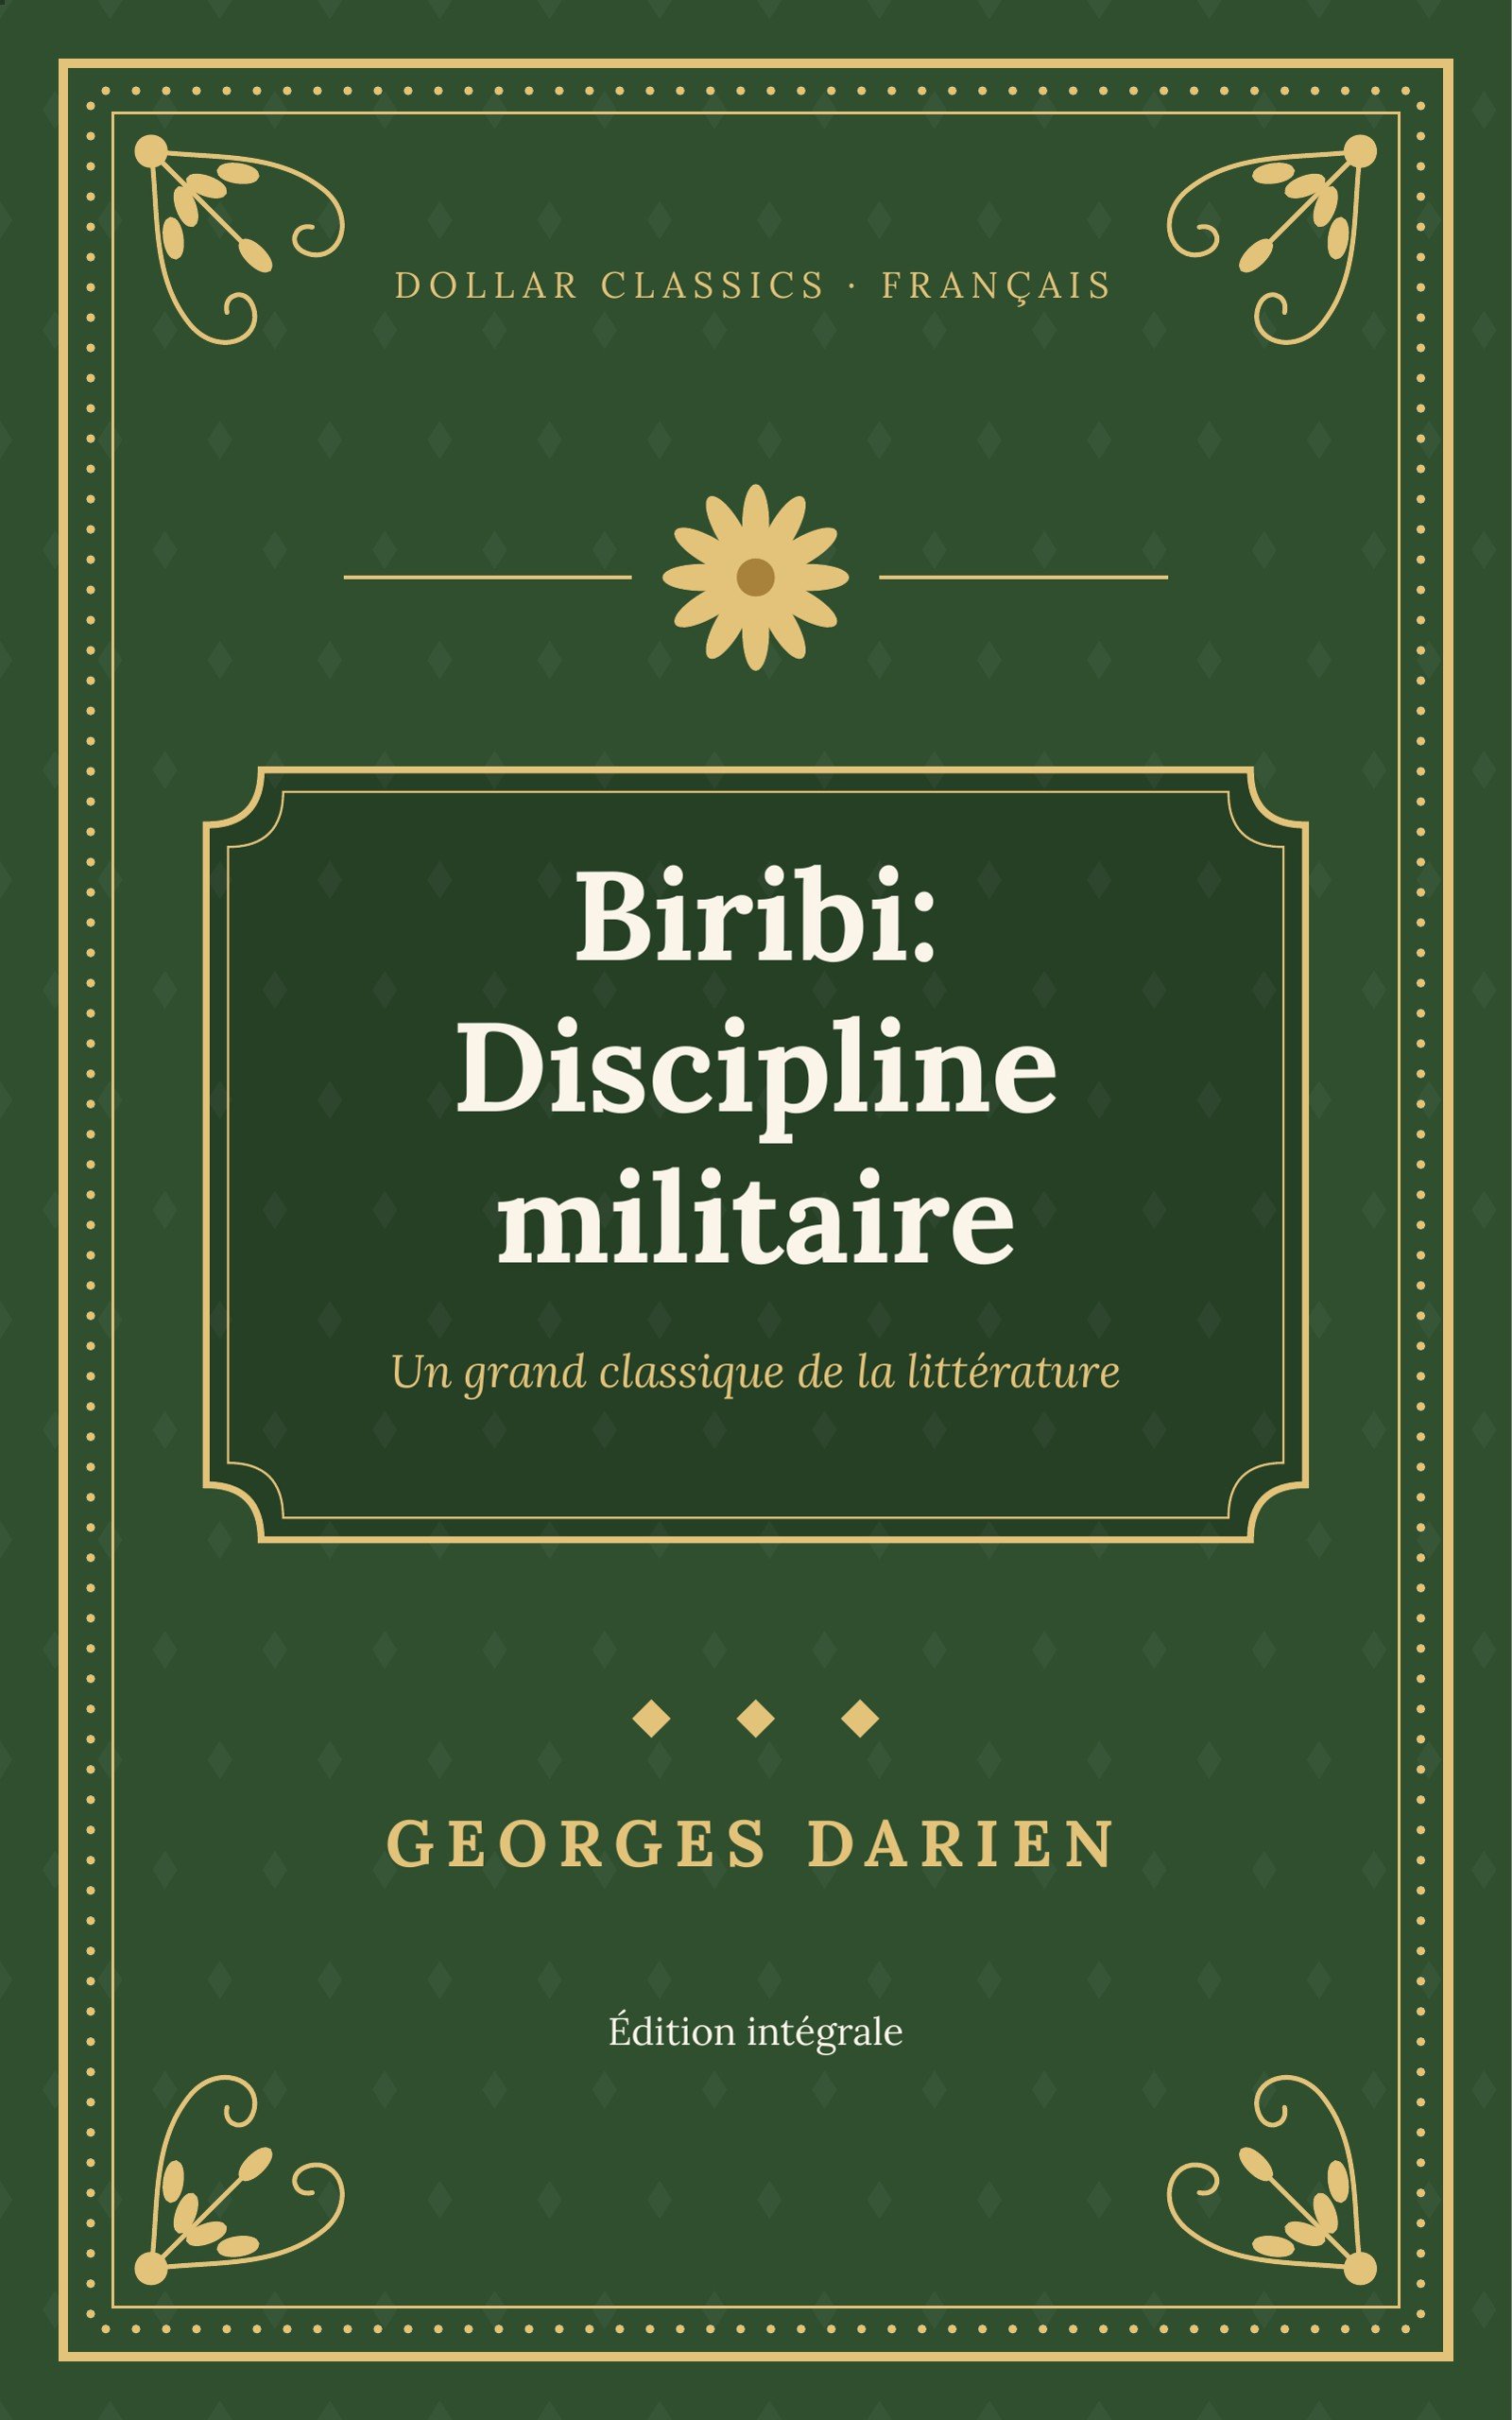 DOLLAR CLASSICS · FRANÇAIS
Biribi:
Discipline
militaire
Un grand classique de la littérature
GEORGES DARIEN
Édition intégrale